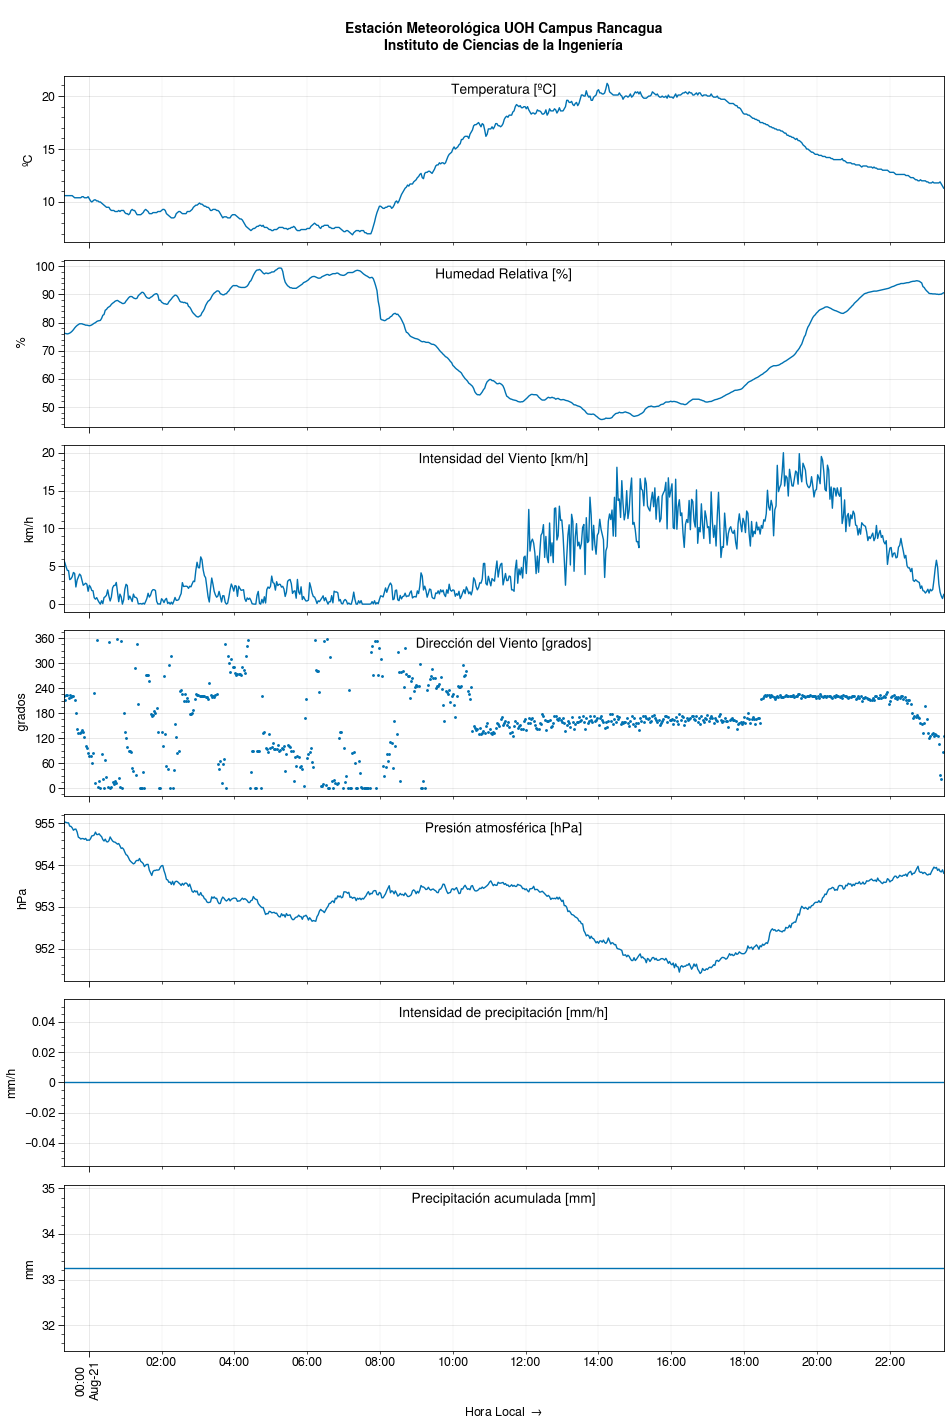 Estación Meteorológica UOH Campus Rancagua
Instituto de Ciencias de la Ingeniería
Temperatura [ºC]
20
15
10
ºC
Humedad Relativa [%]
100
90
80
70
60
50
%
Intensidad del Viento [km/h]
20
15
10
5
0
km/h
Dirección del Viento [grados]
360
300
240
180
120
60
0
grados
Presión atmosférica [hPa]
955
954
953
952
hPa
Intensidad de precipitación [mm/h]
0.04
0.02
0
−0.02
−0.04
mm/h
Precipitación acumulada [mm]
35
34
33
32
mm
00:00
Aug-21
02:00
04:00
06:00
08:00
10:00
12:00
14:00
16:00
18:00
20:00
22:00
Hora Local →